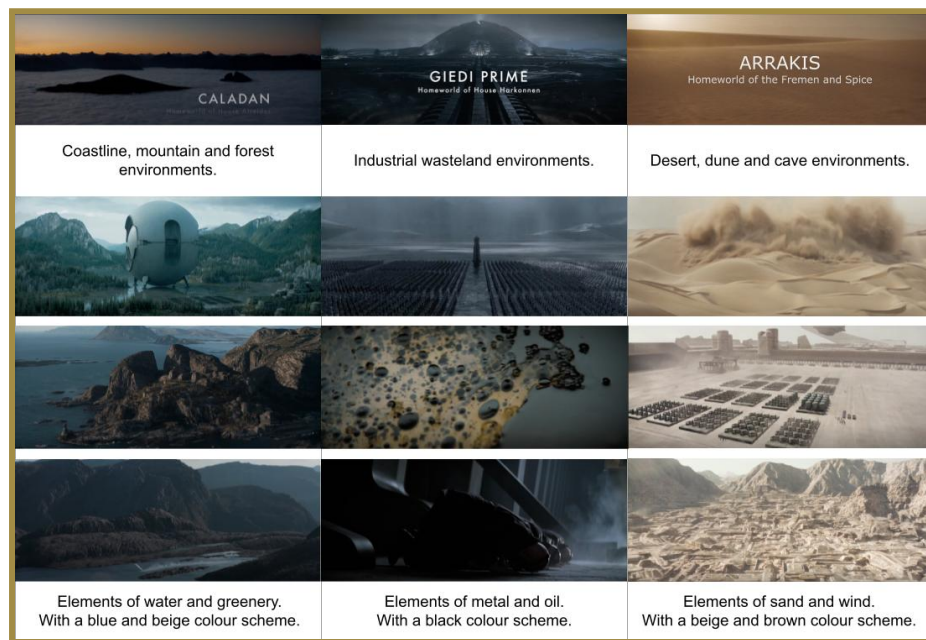 CALADAN
GIEDI PRIME
Homeworld of House Harkonnen
ARRAKIS
Homeworld of the Fremen and Spice
Coastline, mountain and forest
environments.
Industrial wasteland environments.
Desert, dune and cave environments.
Elements of water and greenery.
With a blue and beige colour scheme.
Elements of metal and oil.
With a black colour scheme.
Elements of sand and wind.
With a beige and brown colour scheme.